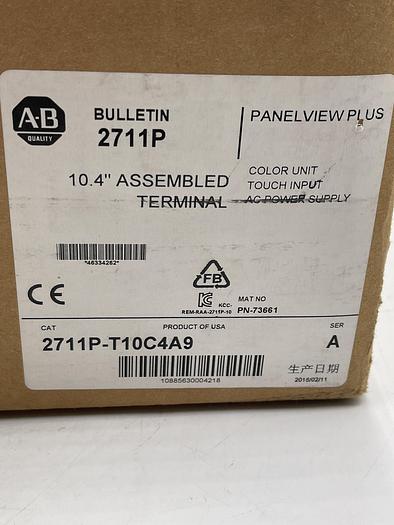 A-B
QUALITY
BULLETIN
2711P
PANELVIEW PLUS
10.4" ASSEMBLED
TERMINAL
COLOR UNIT
TOUCH INPUT
AC POWER SUPPLY
*46334262*
CE
FB
KCC-
REM-RAA-2711P-10
MAT NO
PN-73661
CAT
PRODUCT OF USA
SER
2711P-T10C4A9
A
10885630004218
生产日期
2016/02/11